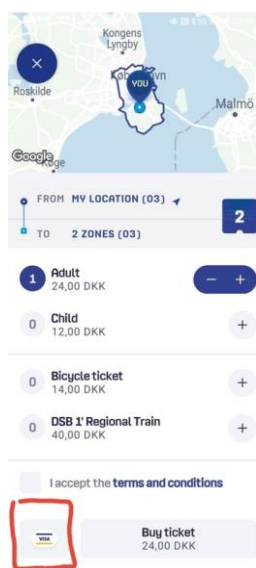 Kongens
Lyngby
Roskilde
København
YOU
Malmö
Google
Køge
FROM MY LOCATION (03)
2
TO 2 ZONES (03)
1 Adult
24,00 DKK
0 Child
12,00 DKK
0 Bicycle ticket
14,00 DKK
0 DSB 1' Regional Train
40,00 DKK
I accept the terms and conditions
VISA
Buy ticket
24,00 DKK